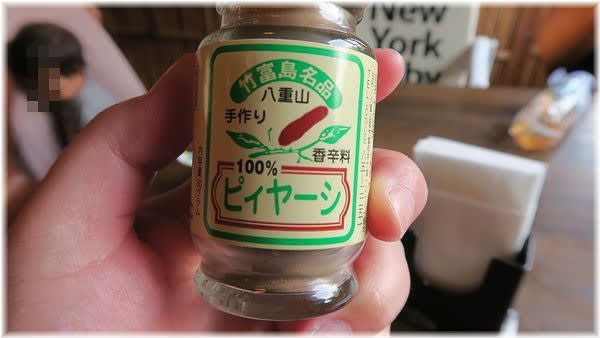 竹富島名品
八重山
手作り
香辛料
100%
ピィヤーシ
New
York
by